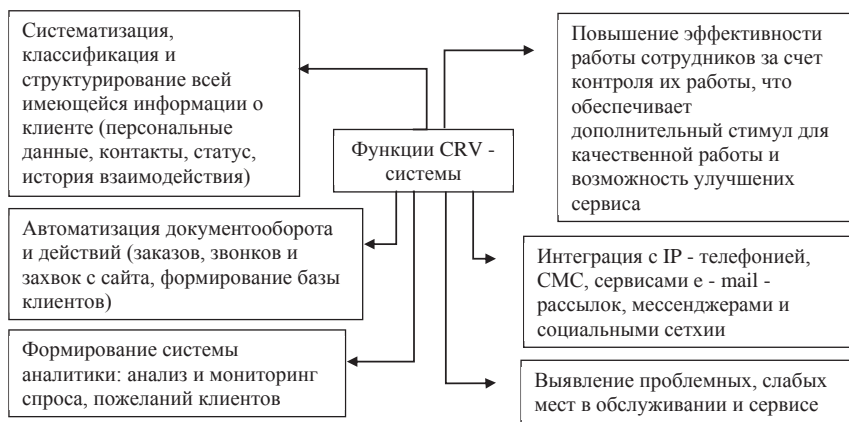 Систематизация,
классификация и
структурирование всей
имеющейся информации о
клиенте (персональные
данные, контакты, статус,
история взаимодействия)
Автоматизация документооборота
и действий (заказов, звонков и
захвок с сайта, формирование базы
клиентов)
Формирование системы
аналитики: анализ и мониторинг
спроса, пожеланий клиентов
Функции CRV -
системы
Повышение эффективности
работы сотрудников за счет
контроля их работы, что
обеспечивает
дополнительный стимул для
качественной работы и
возможность улучшених
сервиса
Интеграция с IP - телефонией,
СМС, сервисами e - mail -
рассылок, мессенджерами и
социальными сетхии
Выявление проблемных, слабых
мест в обслуживании и сервисе